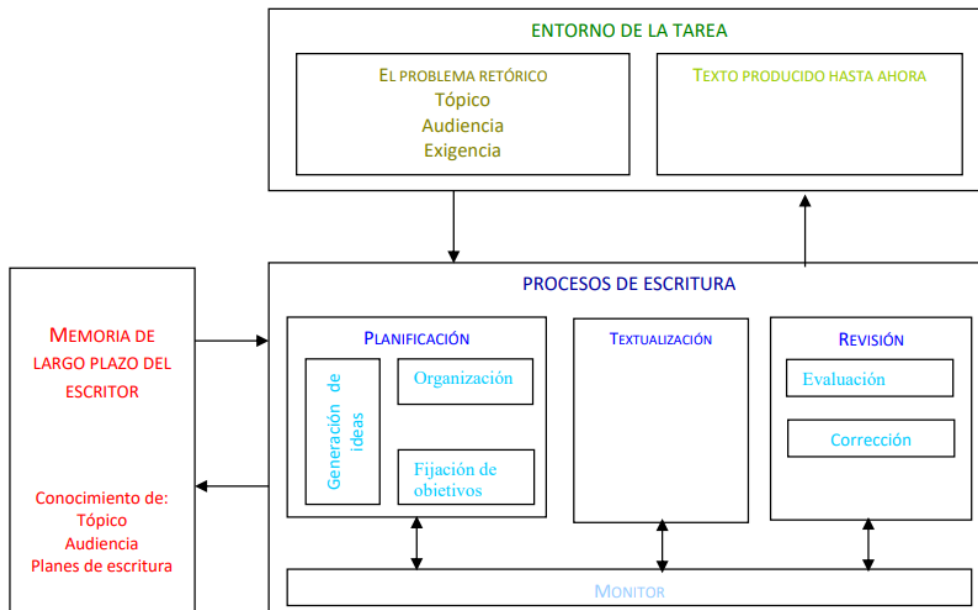 ENTORNO DE LA TAREA
EL PROBLEMA RETÓRICO
Tópico
Audiencia
Exigencia
TEXTO PRODUCIDO HASTA AHORA
MEMORIA DE
LARGO PLAZO DEL
ESCRITOR
Conocimiento de:
Tópico
Audiencia
Planes de escritura
PROCESOS DE ESCRITURA
PLANIFICACIÓN
Generación de
ideas
Organización
Fijación de
objetivos
TEXTUALIZACIÓN
REVISIÓN
Evaluación
Corrección
MONITOR